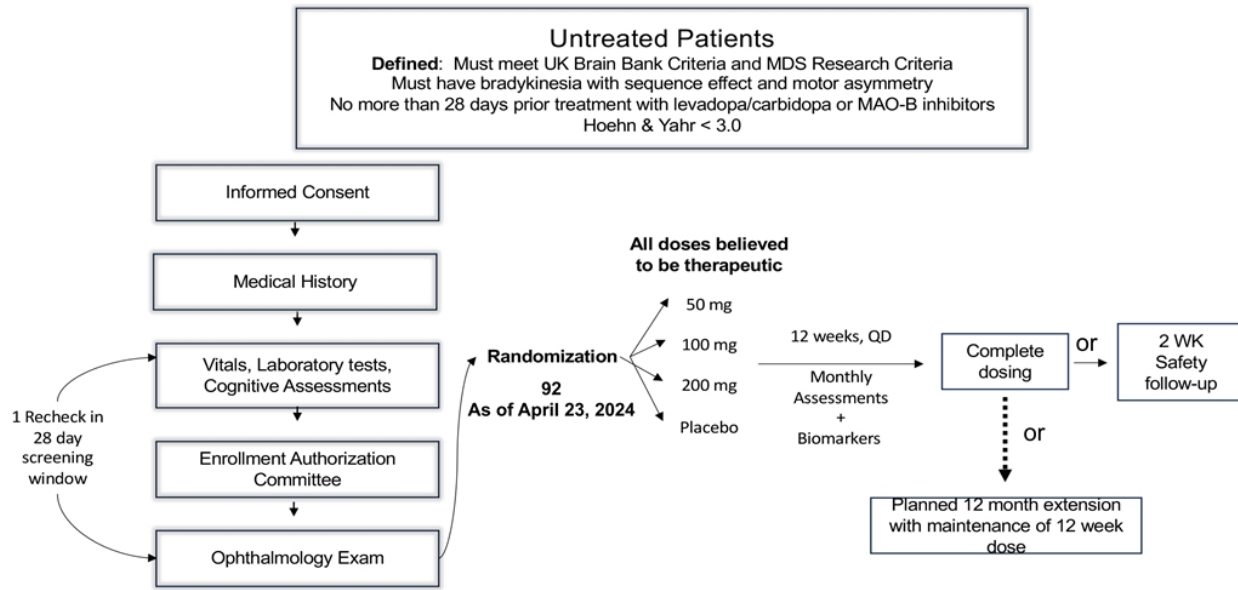 Untreated Patients
Defined: Must meet UK Brain Bank Criteria and MDS Research Criteria
Must have bradykinesia with sequence effect and motor asymmetry
No more than 28 days prior treatment with levadopa/carbidopa or MAO-B inhibitors
Hoehn & Yahr < 3.0
Informed Consent
Medical History
Vitals, Laboratory tests,
Cognitive Assessments
Enrollment Authorization
Committee
Ophthalmology Exam
1 Recheck in
28 day
screening
window
Randomization
92
As of April 23, 2024
All doses believed
to be therapeutic
50 mg
100 mg
200 mg
Placebo
12 weeks, QD
Monthly
Assessments
+
Biomarkers
Complete
dosing
or
2 WK
Safety
follow-up
or
Planned 12 month extension
with maintenance of 12 week
dose